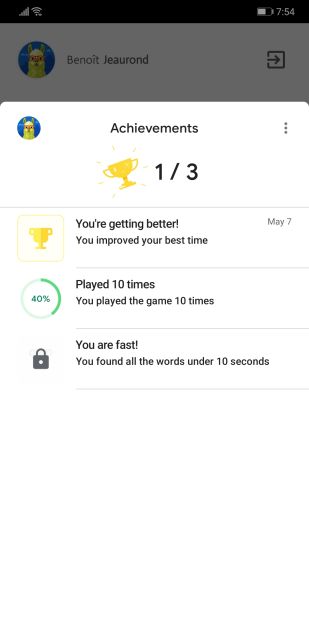 7:54
Benoît Jeaurond
Achievements
1 / 3
You're getting better!
May 7
You improved your best time
Played 10 times
40%
You played the game 10 times
You are fast!
You found all the words under 10 seconds